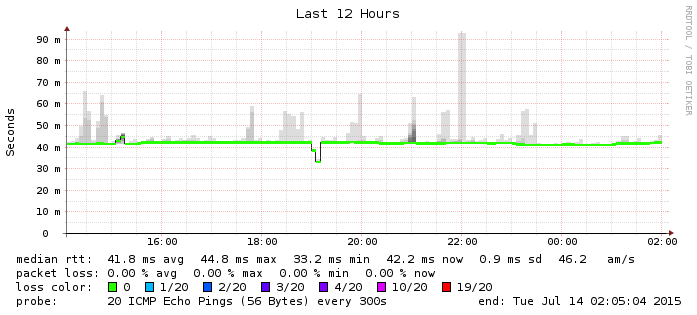 Last 12 Hours
RRDTOOL / TOBI OETIKER
Seconds
90 m
80 m
70 m
60 m
50 m
40 m
30 m
20 m
10 m
0
16:00 18:00 20:00 22:00 00:00 02:00
median rtt: 41.8 ms avg 44.8 ms max 33.2 ms min 42.2 ms now 0.9 ms sd 46.2 am/s
packet loss: 0.00 % avg 0.00 % max 0.00 % min 0.00 % now
loss color: 0 1/20 2/20 3/20 4/20 10/20 19/20
probe: 20 ICMP Echo Pings (56 Bytes) every 300s end: Tue Jul 14 02:05:04 2015